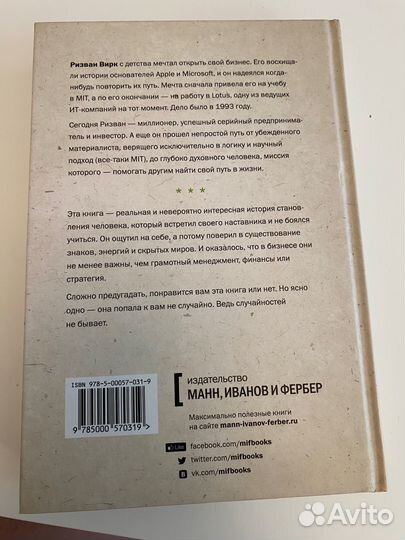 Ризван Вирк с детства мечтал открыть свой бизнес. Его восхища-
ли истории основателей Apple и Microsoft, и он надеялся когда-
нибудь повторить их путь. Мечта сначала привела его на учебу
в MIT, а по его окончании — на работу в Lotus, одну из ведущих
ИТ-компаний на тот момент. Дело было в 1993 году.
Сегодня Ризван — миллионер, успешный серийный предприни-
матель и инвестор. А еще он прошел непростой путь от убежденного
материалиста, верящего исключительно в логику и научный
подход (все-таки MIT), до глубоко духовного человека, миссия
которого — помогать другим найти свой путь в жизни.
* * *
Эта книга — реальная и невероятно интересная история станов-
ления человека, который встретил своего наставника и не боялся
учиться. Он ощутил на себе, а потому поверил в существование
знаков, энергий и скрытых миров. И оказалось, что в бизнесе они
не менее важны, чем грамотный менеджмент, финансы или
стратегия.
Сложно предугадать, понравится вам эта книга или нет. Но ясно
одно — она попала к вам не случайно. Ведь случайностей
не бывает.
ISBN 978-5-00057-031-9
9 785000 570319 >
издательство
МАНН, ИВАНОВ И ФЕРБЕР
Максимально полезные книги
на сайте mann-ivanov-ferber.ru
Like facebook.com/mifbooks
twitter.com/mifbooks
B vk.com/mifbooks
Avito